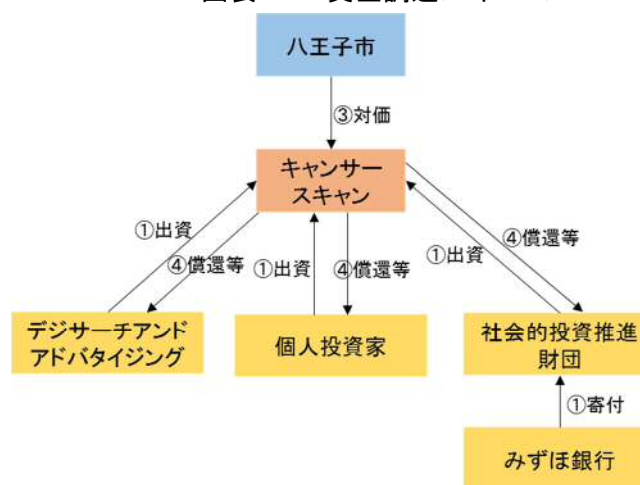 八王子市
③対価
キャンサー
スキャン
①出資
④償還等
①出資
④償還等
①出資
④償還等
デジサーチアンド
アドバタイジング
個人投資家
社会的投資推進
財団
①寄付
みずほ銀行